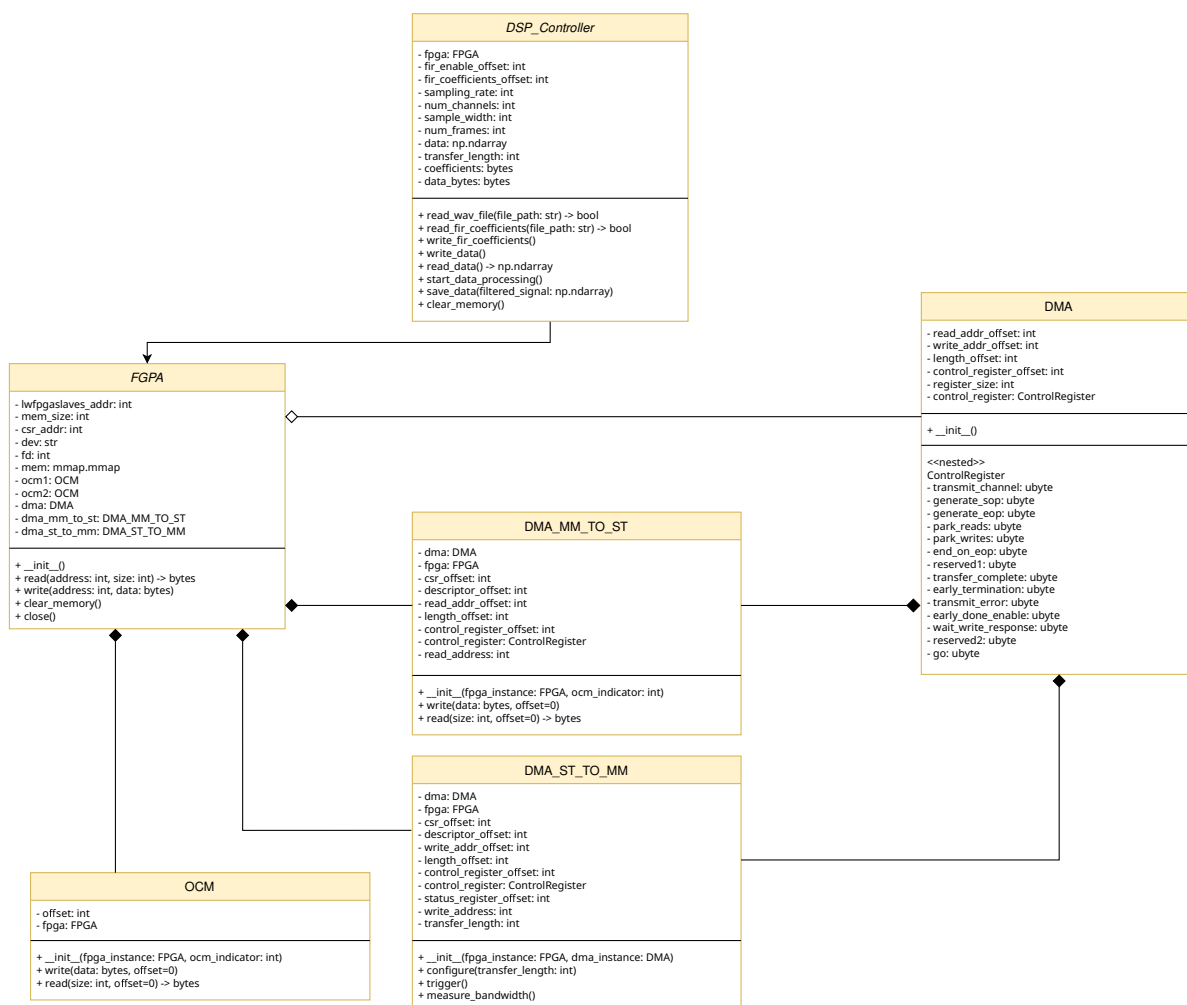 DSP_Controller
- fpga: FPGA
- fir_enable_offset: int
- fir_coefficients_offset: int
- sampling_rate: int
- num_channels: int
- sample_width: int
- num_frames: int
- data: np.ndarray
- transfer_length: int
- coefficients: bytes
- data_bytes: bytes
+ read_wav_file(file_path: str) -> bool
+ read_fir_coefficients(file_path: str) -> bool
+ write_fir_coefficients()
+ write_data()
+ read_data() -> np.ndarray
+ start_data_processing()
+ save_data(filtered_signal: np.ndarray)
+ clear_memory()
FGPA
- lwfpgaslaves_addr: int
- mem_size: int
- csr_addr: int
- dev: str
- fd: int
- mem: mmap.mmap
- ocm1: OCM
- ocm2: OCM
- dma: DMA
- dma_mm_to_st: DMA_MM_TO_ST
- dma_st_to_mm: DMA_ST_TO_MM
+ __init__()
+ read(address: int, size: int) -> bytes
+ write(address: int, data: bytes)
+ clear_memory()
+ close()
DMA
- read_addr_offset: int
- write_addr_offset: int
- length_offset: int
- control_register_offset: int
- register_size: int
- control_register: ControlRegister
+ __init__()
<<nested>>
ControlRegister
- transmit_channel: ubyte
- generate_sop: ubyte
- generate_eop: ubyte
- park_reads: ubyte
- park_writes: ubyte
- end_on_eop: ubyte
- reserved1: ubyte
- transfer_complete: ubyte
- early_termination: ubyte
- transmit_error: ubyte
- early_done_enable: ubyte
- wait_write_response: ubyte
- reserved2: ubyte
- go: ubyte
DMA_MM_TO_ST
- dma: DMA
- fpga: FPGA
- csr_offset: int
- descriptor_offset: int
- read_addr_offset: int
- length_offset: int
- control_register_offset: int
- control_register: ControlRegister
- read_address: int
+ __init__(fpga_instance: FPGA, ocm_indicator: int)
+ write(data: bytes, offset=0)
+ read(size: int, offset=0) -> bytes
DMA_ST_TO_MM
- dma: DMA
- fpga: FPGA
- csr_offset: int
- descriptor_offset: int
- write_addr_offset: int
- length_offset: int
- control_register_offset: int
- control_register: ControlRegister
- status_register_offset: int
- write_address: int
- transfer_length: int
+ __init__(fpga_instance: FPGA, dma_instance: DMA)
+ configure(transfer_length: int)
+ trigger()
+ measure_bandwidth()
OCM
- offset: int
- fpga: FPGA
+ __init__(fpga_instance: FPGA, ocm_indicator: int)
+ write(data: bytes, offset=0)
+ read(size: int, offset=0) -> bytes